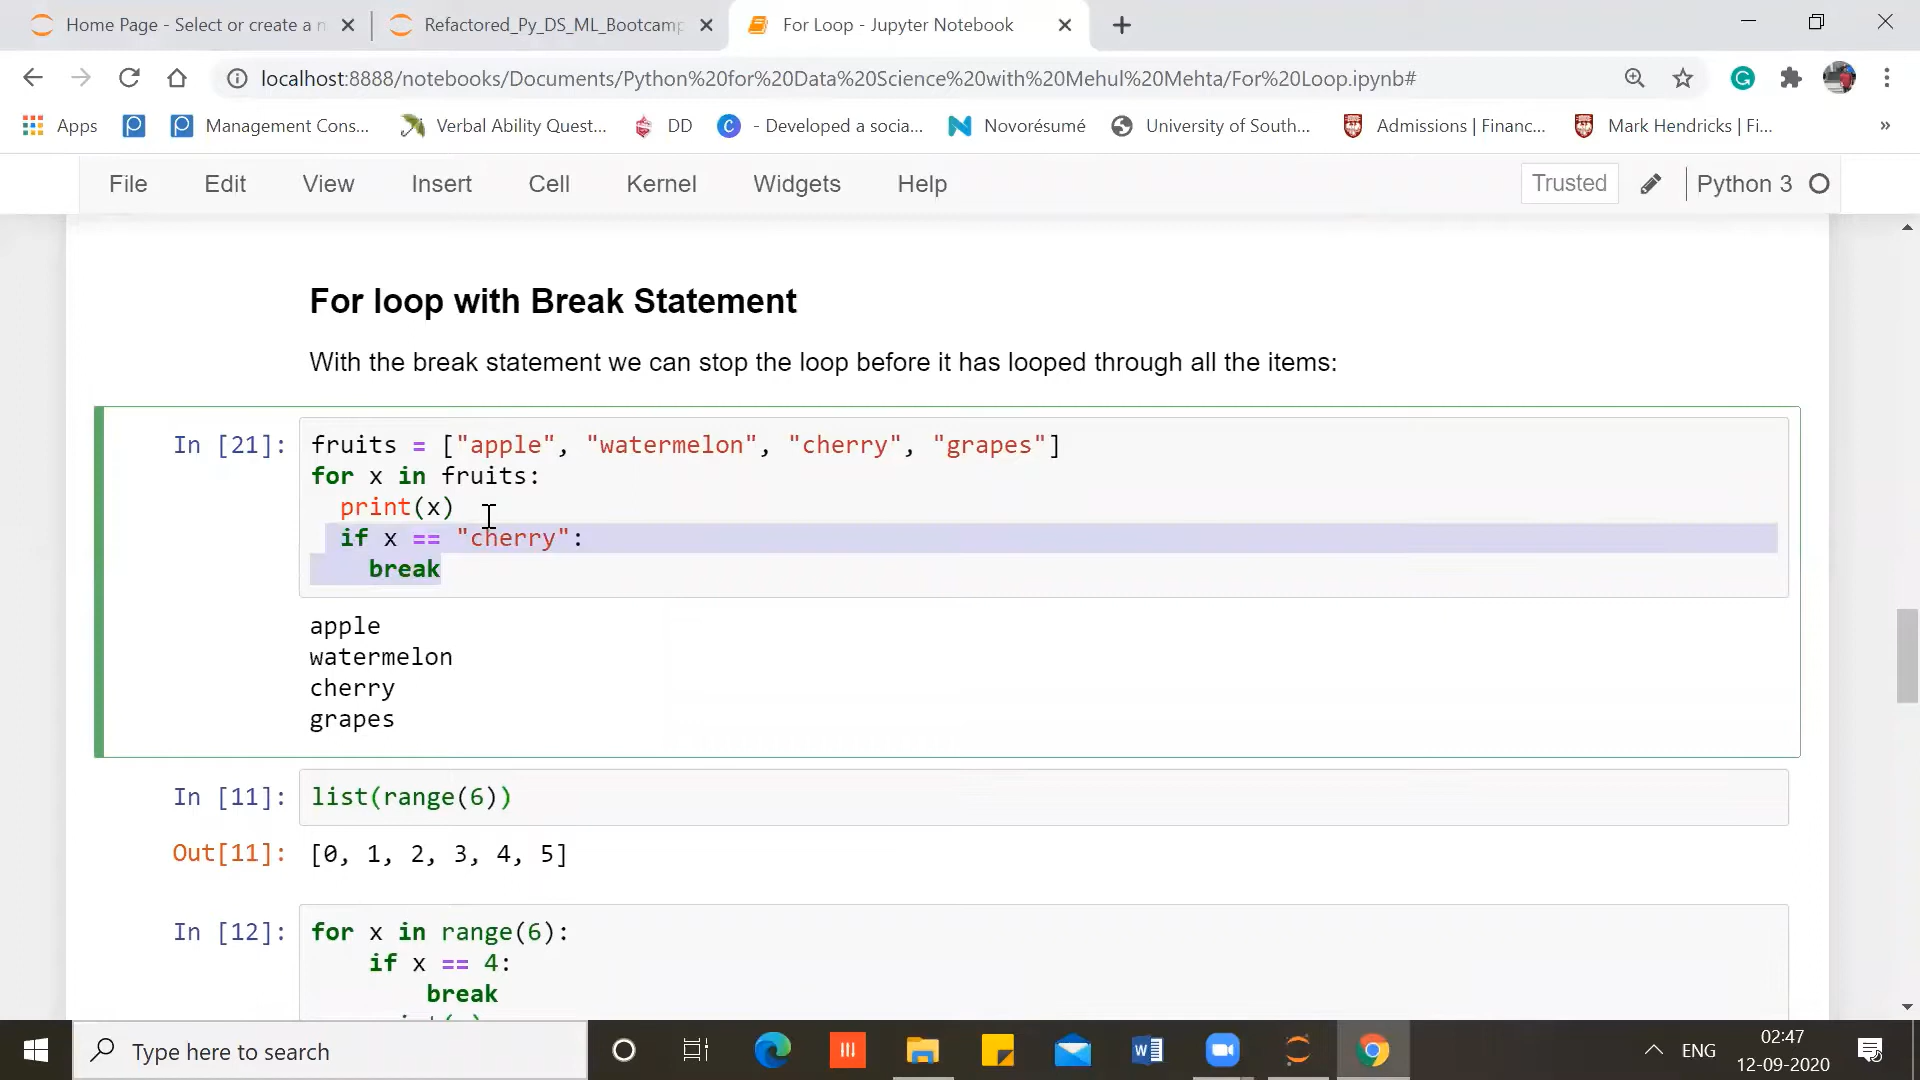 Home Page - Select or create a n
Refactored_Py_DS_ML_Bootcamp
For Loop - Jupyter Notebook
localhost:8888/notebooks/Documents/Python%20for%20Data%20Science%20with%20Mehul%20Mehta/For%20Loop.ipynb#
Apps
Management Cons...
Verbal Ability Quest...
DD
- Developed a socia...
Novorésumé
University of South...
Admissions | Financ...
Mark Hendricks | Fi...
»
File
Edit
View
Insert
Cell
Kernel
Widgets
Help
Trusted
Python 3
For loop with Break Statement
With the break statement we can stop the loop before it has looped through all the items:
In [21]:
fruits = ["apple", "watermelon", "cherry", "grapes"]
for x in fruits:
  print(x)
  if x == "cherry":
    break
apple
watermelon
cherry
grapes
In [11]:
list(range(6))
Out[11]:
[0, 1, 2, 3, 4, 5]
In [12]:
for x in range(6):
    if x == 4:
        break
Type here to search
ENG
02:47
12-09-2020